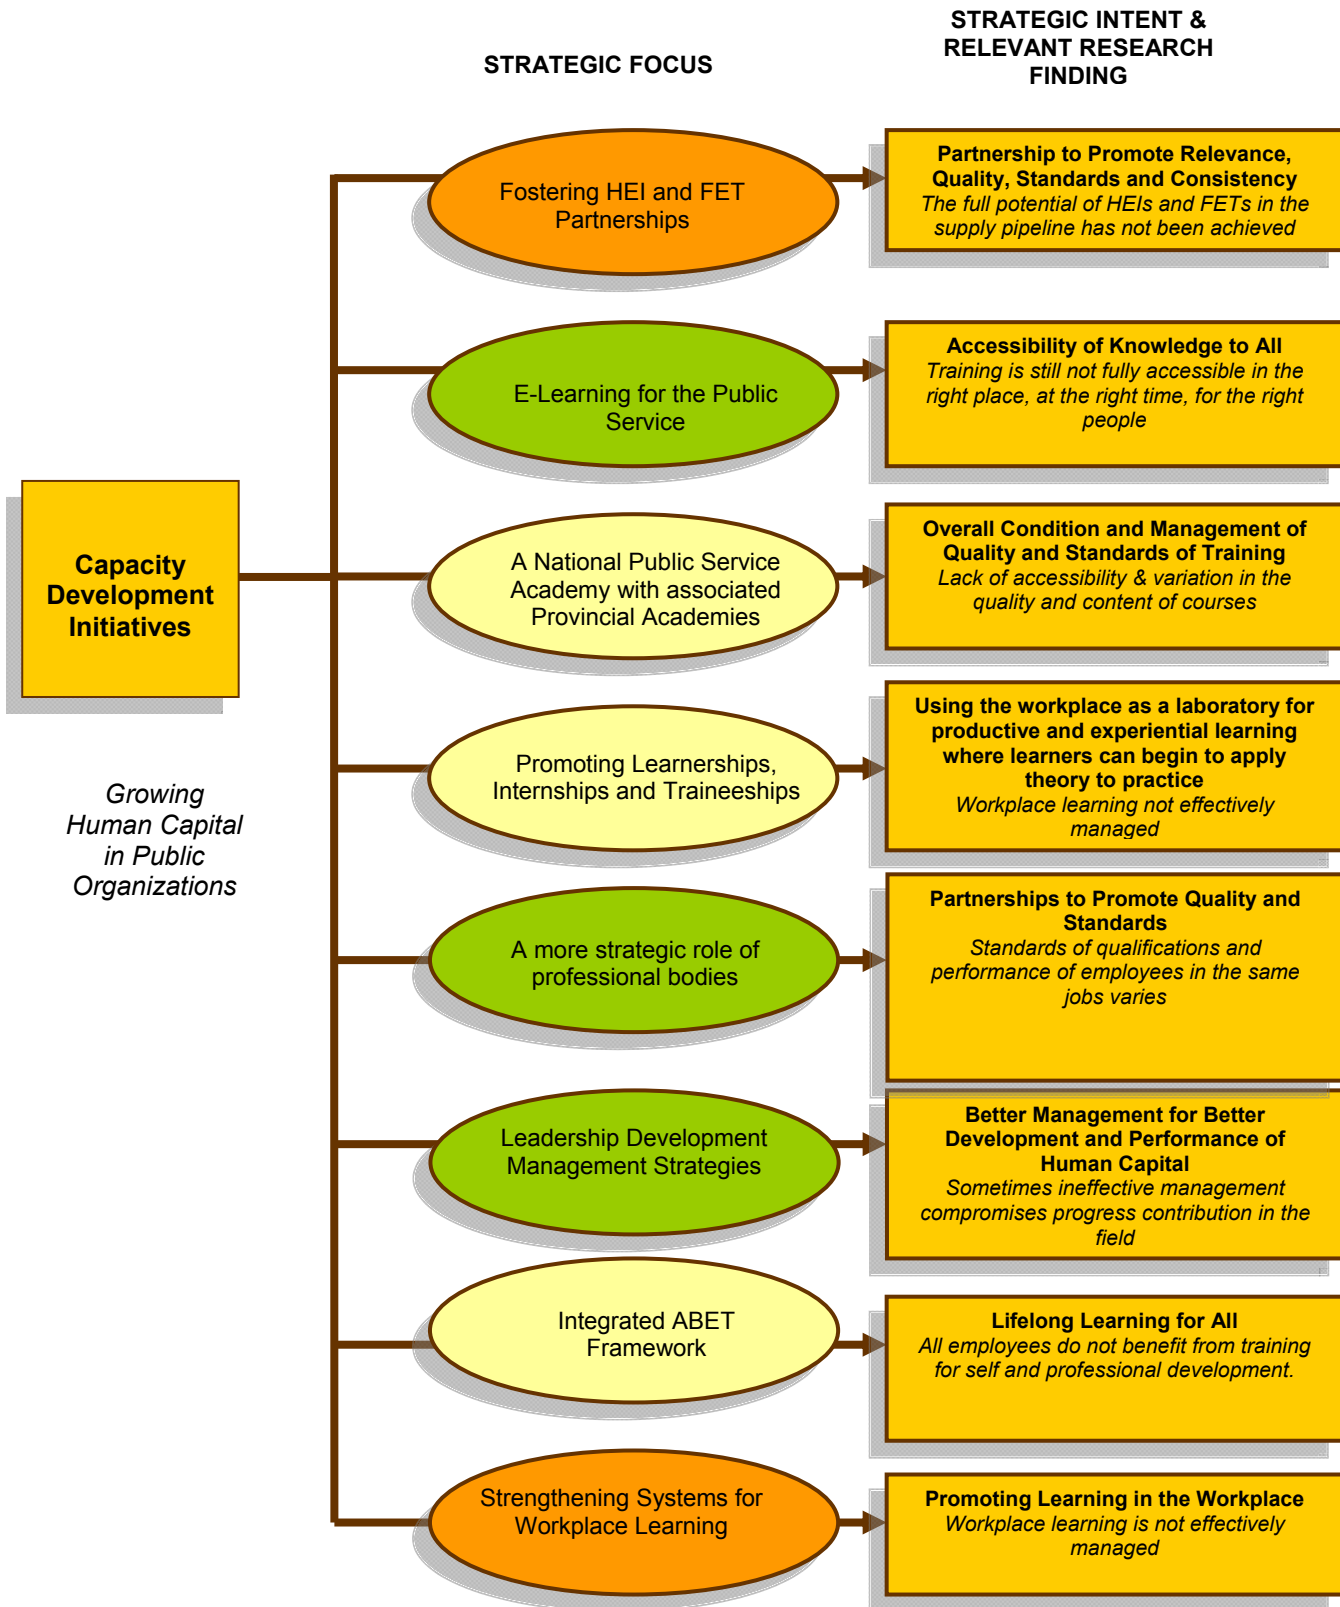 STRATEGIC FOCUS
STRATEGIC INTENT &
RELEVANT RESEARCH
FINDING
Capacity
Development
Initiatives
Growing
Human Capital
in Public
Organizations
Fostering HEI and FET
Partnerships
Partnership to Promote Relevance,
Quality, Standards and Consistency
The full potential of HEIs and FETs in the
supply pipeline has not been achieved
E-Learning for the Public
Service
Accessibility of Knowledge to All
Training is still not fully accessible in the
right place, at the right time, for the right
people
A National Public Service
Academy with associated
Provincial Academies
Overall Condition and Management of
Quality and Standards of Training
Lack of accessibility & variation in the
quality and content of courses
Promoting Learnerships,
Internships and Traineeships
Using the workplace as a laboratory for
productive and experiential learning
where learners can begin to apply
theory to practice
Workplace learning not effectively
managed
A more strategic role of
professional bodies
Partnerships to Promote Quality and
Standards
Standards of qualifications and
performance of employees in the same
jobs varies
Leadership Development
Management Strategies
Better Management for Better
Development and Performance of
Human Capital
Sometimes ineffective management
compromises progress contribution in the
field
Integrated ABET
Framework
Lifelong Learning for All
All employees do not benefit from training
for self and professional development.
Strengthening Systems for
Workplace Learning
Promoting Learning in the Workplace
Workplace learning is not effectively
managed